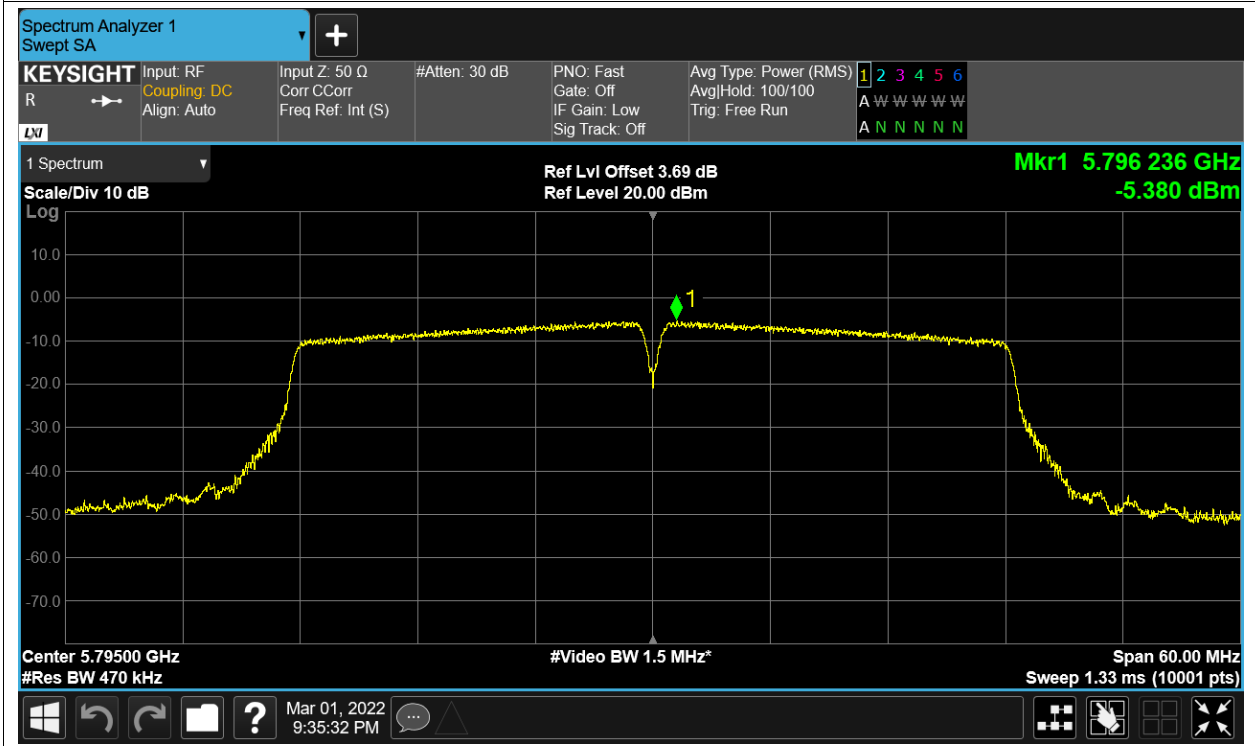 Spectrum Analyzer 1
Swept SA
KEYSIGHT
R
LXI
Input: RF
Coupling: DC
Align: Auto
Input Z: 50 Ω
Corr CCorr
Freq Ref: Int (S)
#Atten: 30 dB
PNO: Fast
Gate: Off
IF Gain: Low
Sig Track: Off
Avg Type: Power (RMS)
Avg|Hold: 100/100
Trig: Free Run
1 2 3 4 5 6
A W W W W W
A N N N N N
1 Spectrum
Scale/Div 10 dB
Log
Ref Lvl Offset 3.69 dB
Ref Level 20.00 dBm
Mkr1 5.796 236 GHz
-5.380 dBm
10.0
0.00
1
-10.0
-20.0
-30.0
-40.0
-50.0
-60.0
-70.0
Center 5.79500 GHz
#Res BW 470 kHz
#Video BW 1.5 MHz*
Span 60.00 MHz
Sweep 1.33 ms (10001 pts)
?
Mar 01, 2022
9:35:32 PM